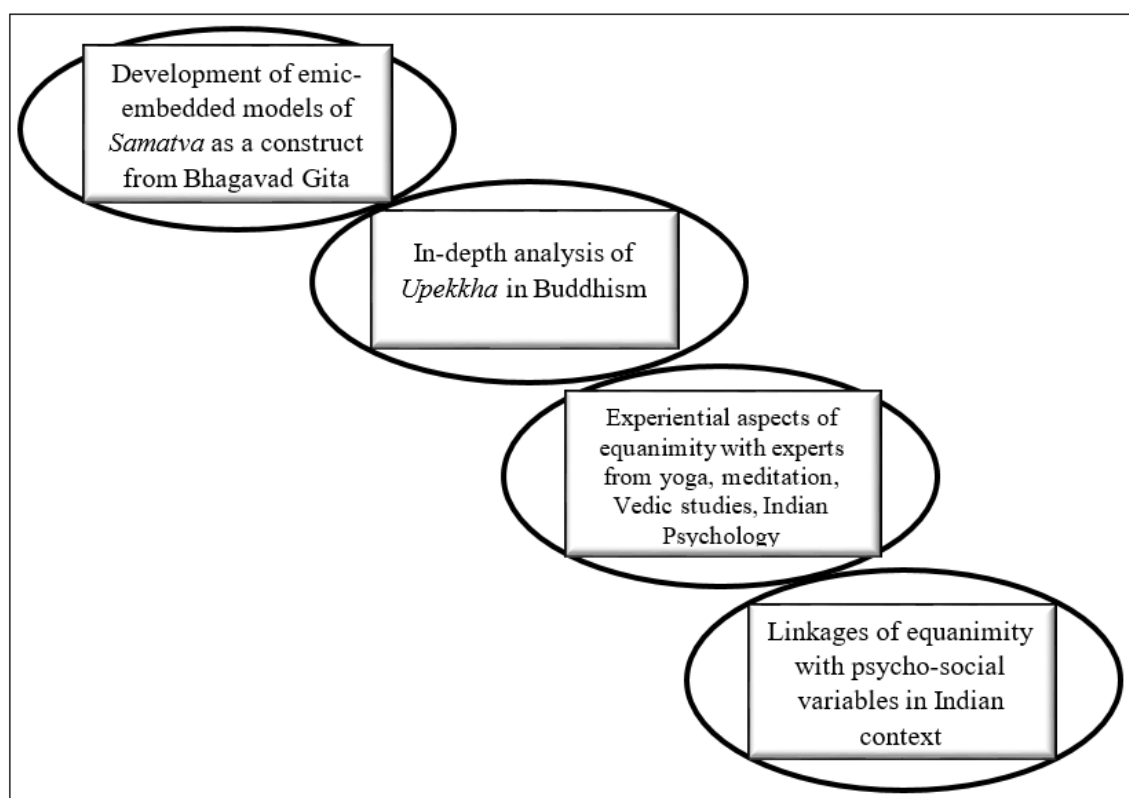 Development of emic-
embedded models of
Samatva as a construct
from Bhagavad Gita
In-depth analysis of
Upekkha in Buddhism
Experiential aspects of
equanimity with experts
from yoga, meditation,
Vedic studies, Indian
Psychology
Linkages of equanimity
with psycho-social
variables in Indian
context